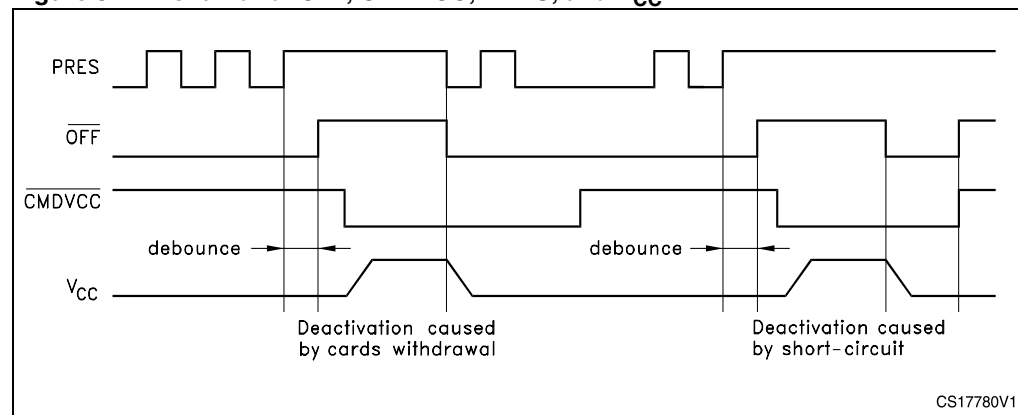 PRES
OFF
CMDVCC
debounce
debounce
VCC
Deactivation caused
by cards withdrawal
Deactivation caused
by short-circuit
CS17780V1